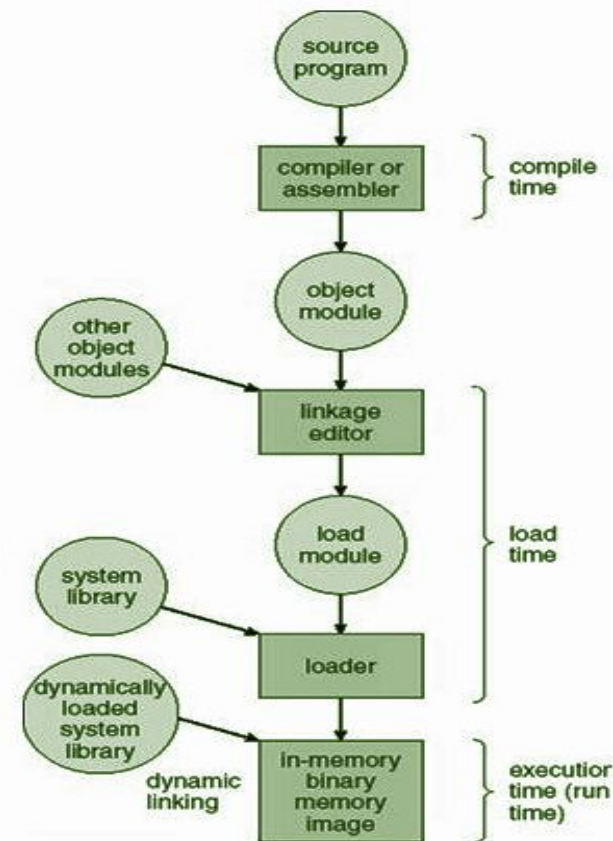 source
program
compiler or
assembler
compile
time
object
module
other
object
modules
linkage
editor
load
module
load
time
system
library
loader
dynamically
loaded
system
library
dynamic
linking
in-memory
binary
memory
image
execution
time (run
time)